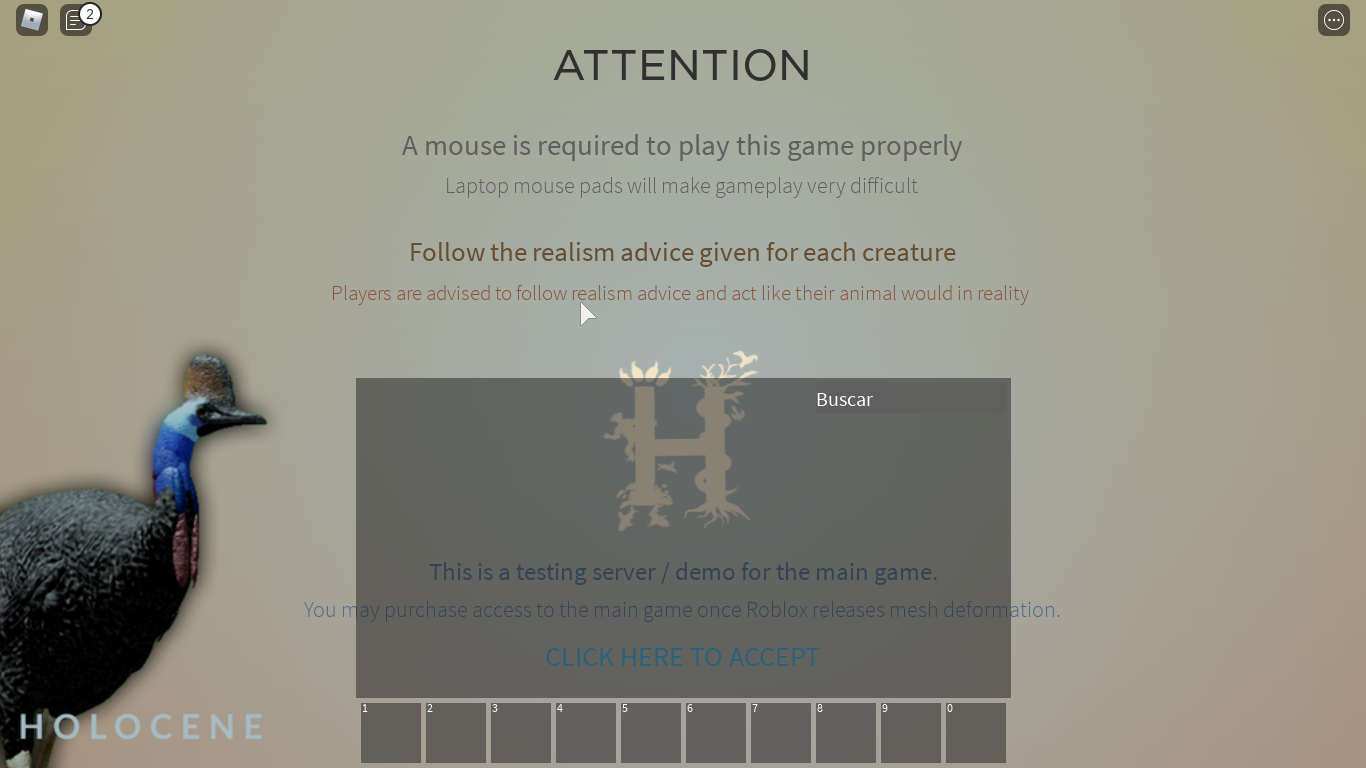 2
ATTENTION
A mouse is required to play this game properly
Laptop mouse pads will make gameplay very difficult
Follow the realism advice given for each creature
Players are advised to follow realism advice and act like their animal would in reality
Buscar
H
This is a testing server / demo for the main game.
You may purchase access to the main game once Roblox releases mesh deformation.
CLICK HERE TO ACCEPT
HOLOCENE
1 2 3 4 5 6 7 8 9 0